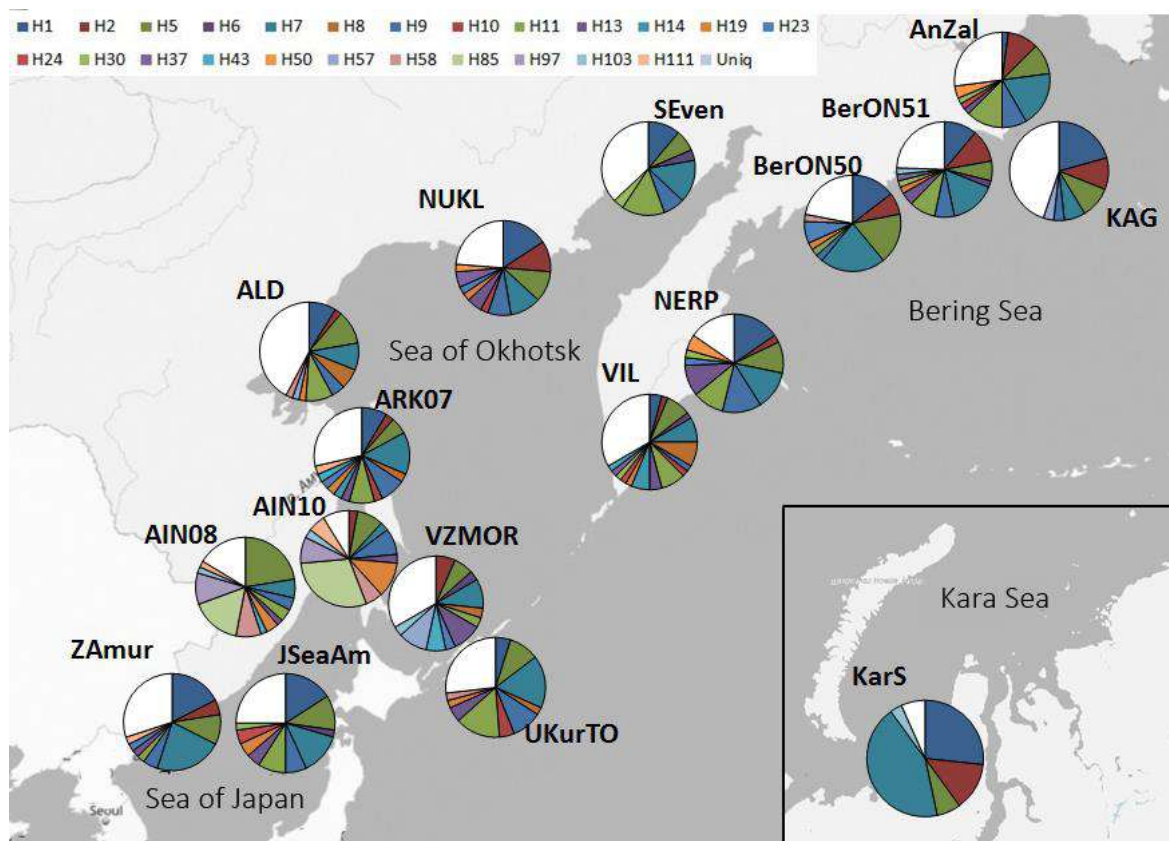 H1 H2 H5 H6 H7 H8 H9 H10 H11 H13 H14 H19 H23
H24 H30 H37 H43 H50 H57 H58 H85 H97 H103 H111 Uniq
AnZal
SEven
BerON51
BerON50
KAG
NUKL
ALD
NERP
Bering Sea
Sea of Okhotsk
VIL
ARK07
AIN10
AIN08
VZMOR
Kara Sea
ZAmur
JSeaAm
KarS
UKurTO
Sea of Japan
Seoul